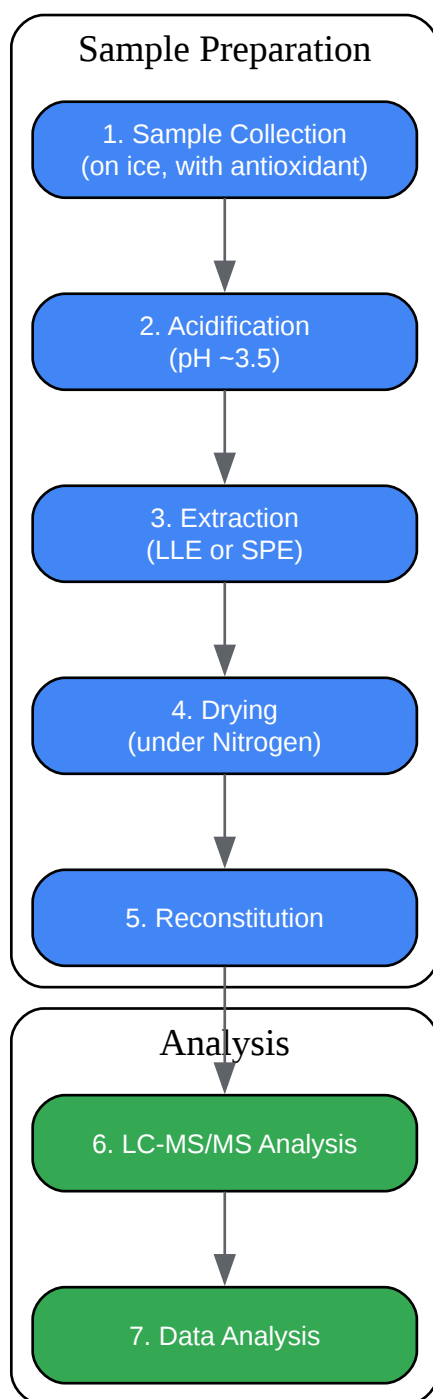 Sample Preparation
1. Sample Collection
(on ice, with antioxidant)
2. Acidification
(pH ~3.5)
3. Extraction
(LLE or SPE)
4. Drying
(under Nitrogen)
5. Reconstitution
Analysis
6. LC-MS/MS Analysis
7. Data Analysis